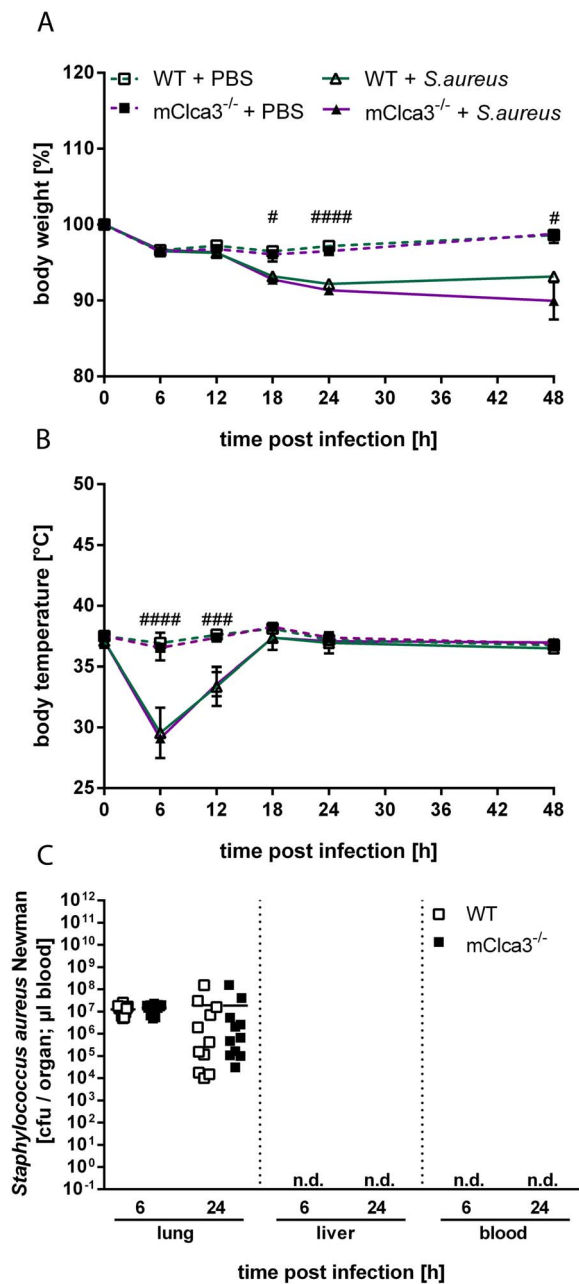 A
WT + PBS WT + S.aureus
mClca3-/- + PBS mClca3-/- + S.aureus
120
110
100
90
80
body weight [%]
# #### #
0 6 12 18 24 30 36 42 48
time post infection [h]
B
50
45
40
35
30
25
body temperature [°C]
#### ###
0 6 12 18 24 30 36 42 48
time post infection [h]
C
Staphylococcus aureus Newman
[cfu / organ; µl blood]
10^12
10^11
10^10
10^9
10^8
10^7
10^6
10^5
10^4
10^3
10^2
10^1
10^0
10^-1
WT
mClca3-/-
n.d. n.d. n.d. n.d.
6 24 6 24 6 24
lung liver blood
time post infection [h]